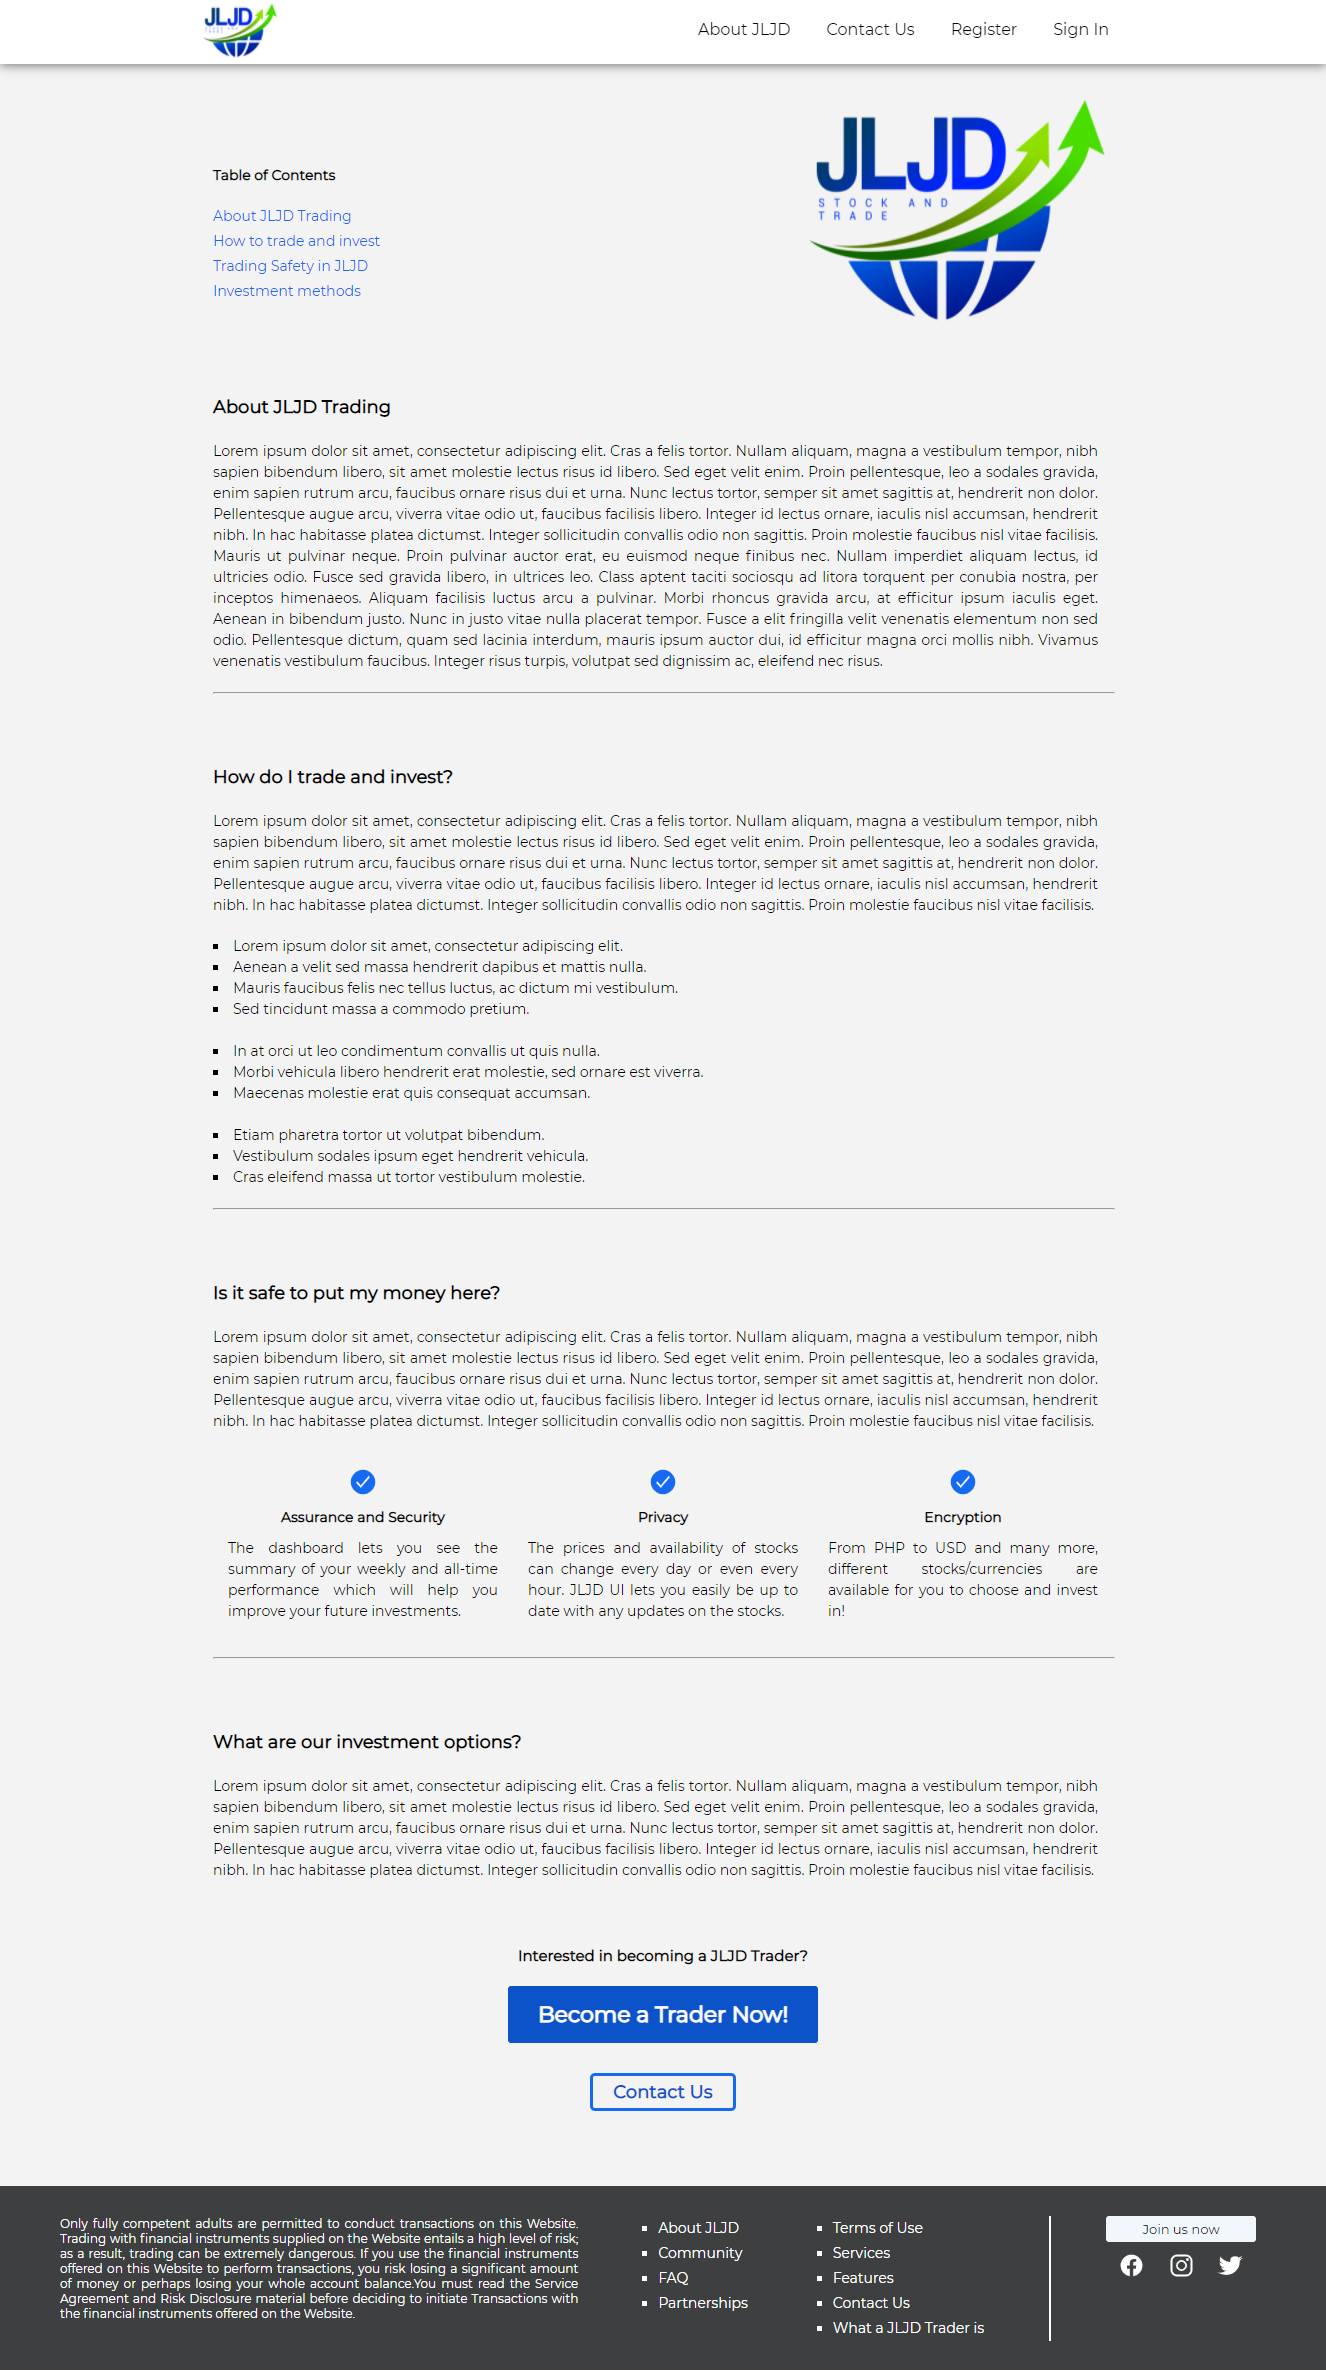 JLJD
About JLJD
Contact Us
Register
Sign In
JLJD
STOCK AND
TRADE
Table of Contents
About JLJD Trading
How to trade and invest
Trading Safety in JLJD
Investment methods
About JLJD Trading
Lorem ipsum dolor sit amet, consectetur adipiscing elit. Cras a felis tortor. Nullam aliquam, magna a vestibulum tempor, nibh
sapien bibendum libero, sit amet molestie lectus risus id libero. Sed eget velit enim. Proin pellentesque, leo a sodales gravida,
enim sapien rutrum arcu, faucibus ornare risus dui et urna. Nunc lectus tortor, semper sit amet sagittis at, hendrerit non dolor.
Pellentesque augue arcu, viverra vitae odio ut, faucibus facilisis libero. Integer id lectus ornare, iaculis nisl accumsan, hendrerit
nibh. In hac habitasse platea dictumst. Integer sollicitudin convallis odio non sagittis. Proin molestie faucibus nisl vitae facilisis.
Mauris ut pulvinar neque. Proin pulvinar auctor erat, eu euismod neque finibus nec. Nullam imperdiet aliquam lectus, id
ultricies odio. Fusce sed gravida libero, in ultrices leo. Class aptent taciti sociosqu ad litora torquent per conubia nostra, per
inceptos himenaeos. Aliquam facilisis luctus arcu a pulvinar. Morbi rhoncus gravida arcu, at efficitur ipsum iaculis eget.
Aenean in bibendum justo. Nunc in justo vitae nulla placerat tempor. Fusce a elit fringilla velit venenatis elementum non sed
odio. Pellentesque dictum, quam sed lacinia interdum, mauris ipsum auctor dui, id efficitur magna orci mollis nibh. Vivamus
venenatis vestibulum faucibus. Integer risus turpis, volutpat sed dignissim ac, eleifend nec risus.
How do I trade and invest?
Lorem ipsum dolor sit amet, consectetur adipiscing elit. Cras a felis tortor. Nullam aliquam, magna a vestibulum tempor, nibh
sapien bibendum libero, sit amet molestie lectus risus id libero. Sed eget velit enim. Proin pellentesque, leo a sodales gravida,
enim sapien rutrum arcu, faucibus ornare risus dui et urna. Nunc lectus tortor, semper sit amet sagittis at, hendrerit non dolor.
Pellentesque augue arcu, viverra vitae odio ut, faucibus facilisis libero. Integer id lectus ornare, iaculis nisl accumsan, hendrerit
nibh. In hac habitasse platea dictumst. Integer sollicitudin convallis odio non sagittis. Proin molestie faucibus nisl vitae facilisis.
Lorem ipsum dolor sit amet, consectetur adipiscing elit.
Aenean a velit sed massa hendrerit dapibus et mattis nulla.
Mauris faucibus felis nec tellus luctus, ac dictum mi vestibulum.
Sed tincidunt massa a commodo pretium.
In at orci ut leo condimentum convallis ut quis nulla.
Morbi vehicula libero hendrerit erat molestie, sed ornare est viverra.
Maecenas molestie erat quis consequat accumsan.
Etiam pharetra tortor ut volutpat bibendum.
Vestibulum sodales ipsum eget hendrerit vehicula.
Cras eleifend massa ut tortor vestibulum molestie.
Is it safe to put my money here?
Lorem ipsum dolor sit amet, consectetur adipiscing elit. Cras a felis tortor. Nullam aliquam, magna a vestibulum tempor, nibh
sapien bibendum libero, sit amet molestie lectus risus id libero. Sed eget velit enim. Proin pellentesque, leo a sodales gravida,
enim sapien rutrum arcu, faucibus ornare risus dui et urna. Nunc lectus tortor, semper sit amet sagittis at, hendrerit non dolor.
Pellentesque augue arcu, viverra vitae odio ut, faucibus facilisis libero. Integer id lectus ornare, iaculis nisl accumsan, hendrerit
nibh. In hac habitasse platea dictumst. Integer sollicitudin convallis odio non sagittis. Proin molestie faucibus nisl vitae facilisis.
Assurance and Security
The dashboard lets you see the
summary of your weekly and all-time
performance which will help you
improve your future investments.
Privacy
The prices and availability of stocks
can change every day or even every
hour. JLJD UI lets you easily be up to
date with any updates on the stocks.
Encryption
From PHP to USD and many more,
different stocks/currencies are
available for you to choose and invest
in!
What are our investment options?
Lorem ipsum dolor sit amet, consectetur adipiscing elit. Cras a felis tortor. Nullam aliquam, magna a vestibulum tempor, nibh
sapien bibendum libero, sit amet molestie lectus risus id libero. Sed eget velit enim. Proin pellentesque, leo a sodales gravida,
enim sapien rutrum arcu, faucibus ornare risus dui et urna. Nunc lectus tortor, semper sit amet sagittis at, hendrerit non dolor.
Pellentesque augue arcu, viverra vitae odio ut, faucibus facilisis libero. Integer id lectus ornare, iaculis nisl accumsan, hendrerit
nibh. In hac habitasse platea dictumst. Integer sollicitudin convallis odio non sagittis. Proin molestie faucibus nisl vitae facilisis.
Interested in becoming a JLJD Trader?
Become a Trader Now!
Contact Us
Only fully competent adults are permitted to conduct transactions on this Website.
Trading with financial instruments supplied on the Website entails a high level of risk;
as a result, trading can be extremely dangerous. If you use the financial instruments
offered on this Website to perform transactions, you risk losing a significant amount
of money or perhaps losing your whole account balance.You must read the Service
Agreement and Risk Disclosure material before deciding to initiate Transactions with
the financial instruments offered on the Website.
About JLJD
Community
FAQ
Partnerships
Terms of Use
Services
Features
Contact Us
What a JLJD Trader is
Join us now